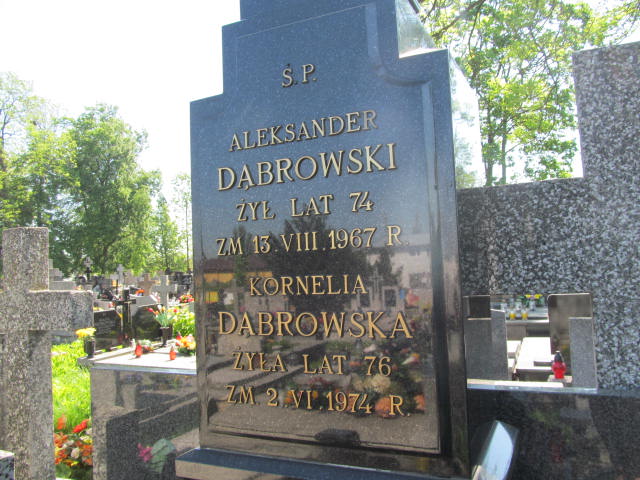 Ś.P.
ALEKSANDER
DĄBROWSKI
ŻYŁ LAT 74
ZM 13.VIII.1967 R.
KORNELIA
DĄBROWSKA
ŻYŁA LAT 76
ZM. 2.VI.1974 R.